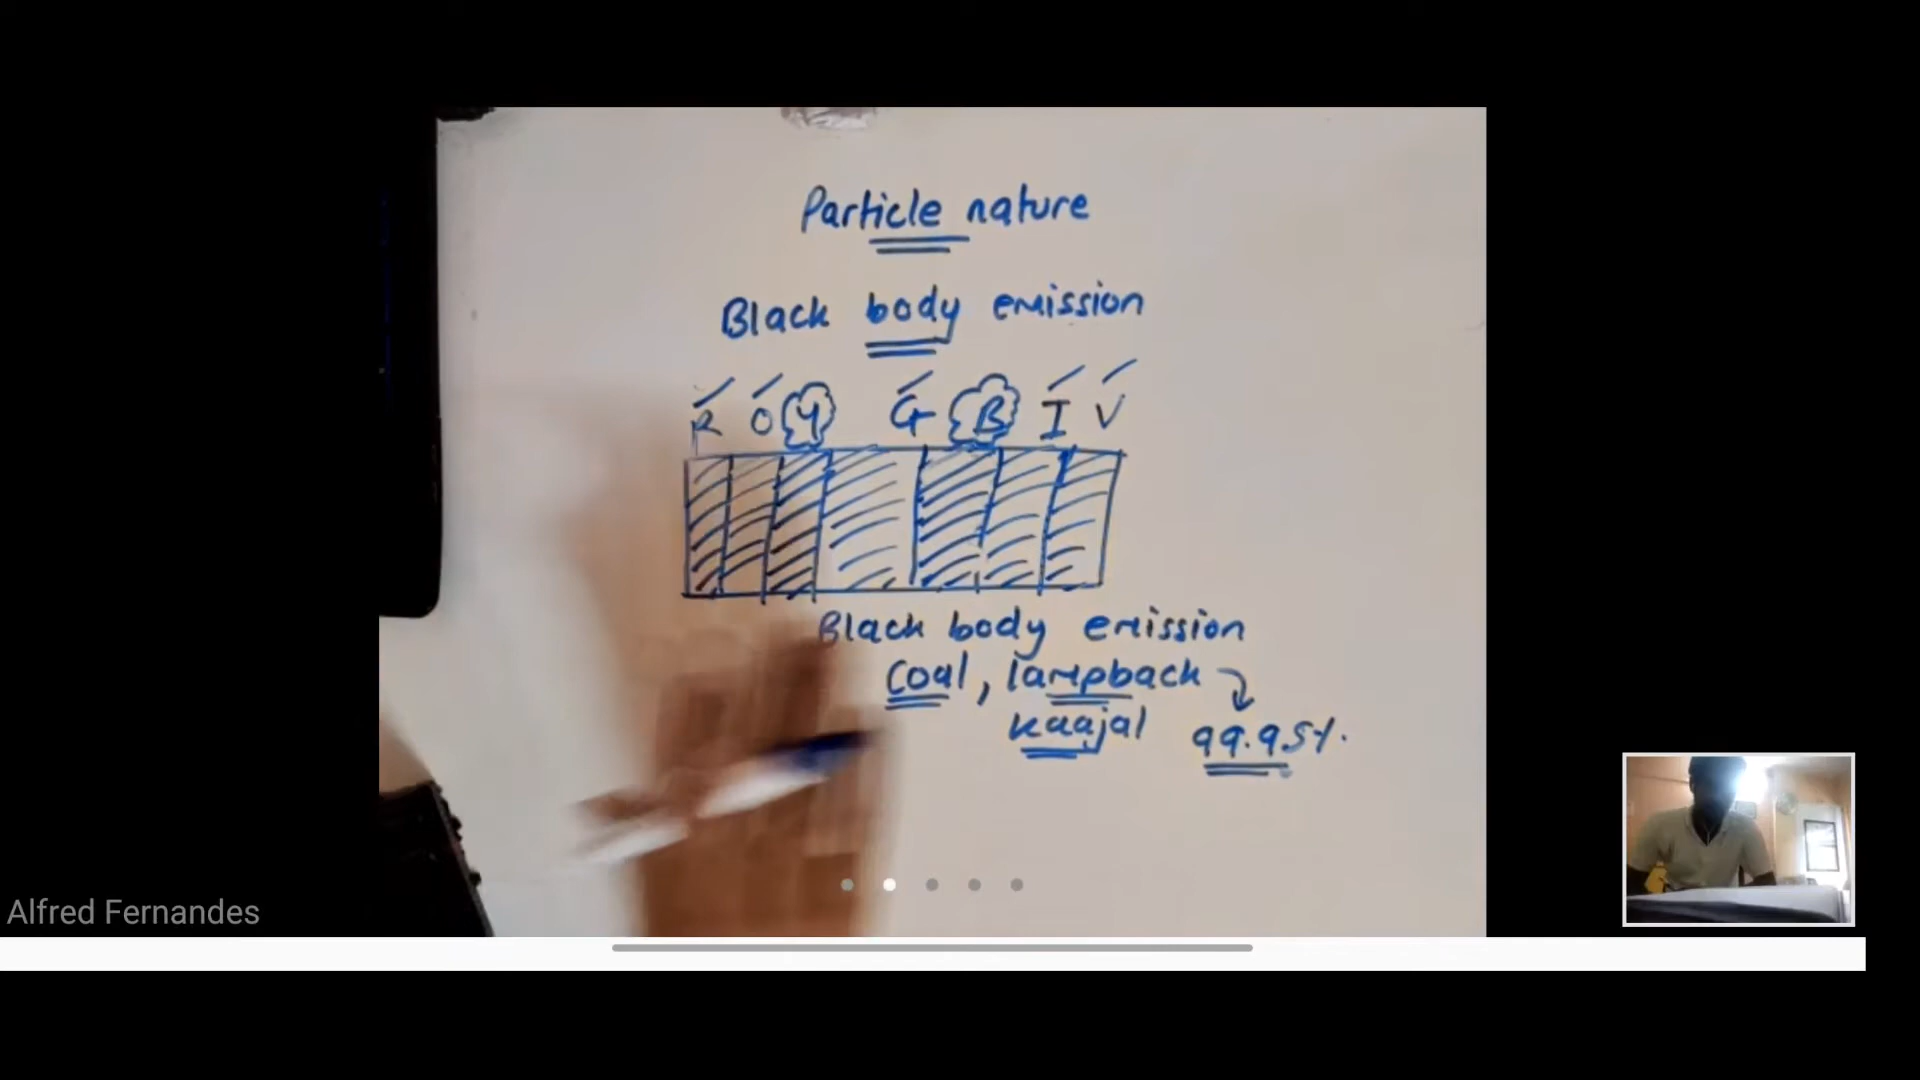 Particle nature
Black body emission
R O Y G B I V
Black body emission
Coal, lampback
kaajal 99.95%.
Alfred Fernandes